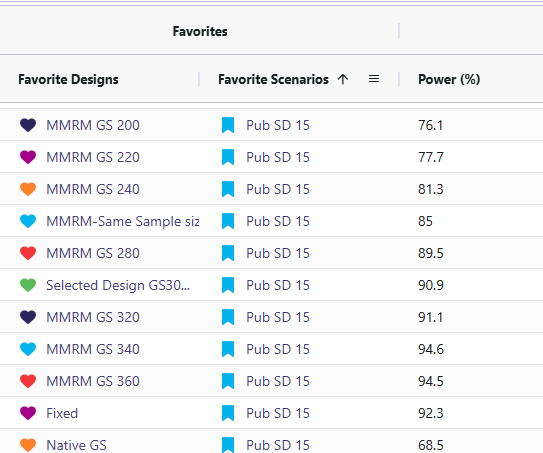 Favorites
Favorite Designs Favorite Scenarios Power (%)
MMRM GS 200 Pub SD 15 76.1
MMRM GS 220 Pub SD 15 77.7
MMRM GS 240 Pub SD 15 81.3
MMRM-Same Sample siz Pub SD 15 85
MMRM GS 280 Pub SD 15 89.5
Selected Design GS30... Pub SD 15 90.9
MMRM GS 320 Pub SD 15 91.1
MMRM GS 340 Pub SD 15 94.6
MMRM GS 360 Pub SD 15 94.5
Fixed Pub SD 15 92.3
Native GS Pub SD 15 68.5